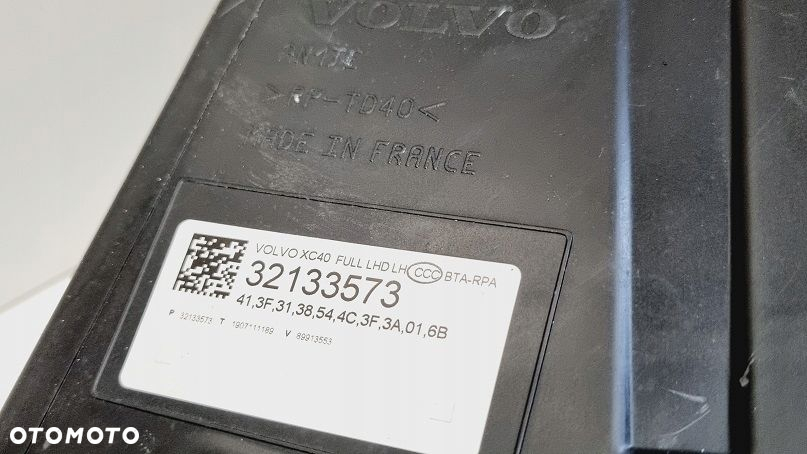 VOLVO
>PP-TD40<
MADE IN FRANCE
VOLVO XC40 FULL LHD LH CCC BTA-RPA
32133573
41,3F,31,38,54,4C,3F,3A,01,6B
P 32133573 T 1907111189 V 89913553
OTOMOTO